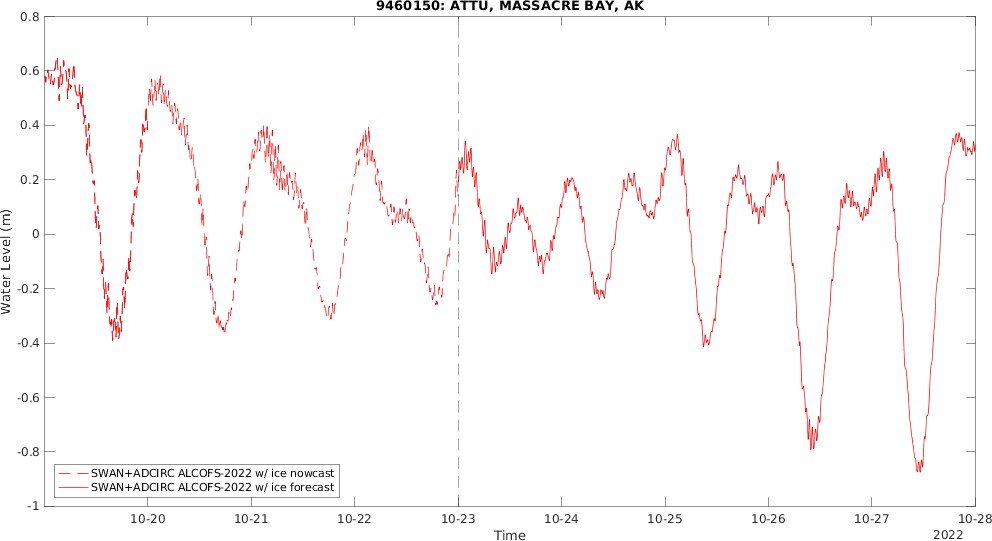 9460150: ATTU, MASSACRE BAY, AK
0.8
0.6
0.4
0.2
0
-0.2
-0.4
-0.6
-0.8
-1
Water Level (m)
SWAN+ADCIRC ALCOFS-2022 w/ ice nowcast
SWAN+ADCIRC ALCOFS-2022 w/ ice forecast
10-20 10-21 10-22 10-23 10-24 10-25 10-26 10-27 10-28
Time
2022